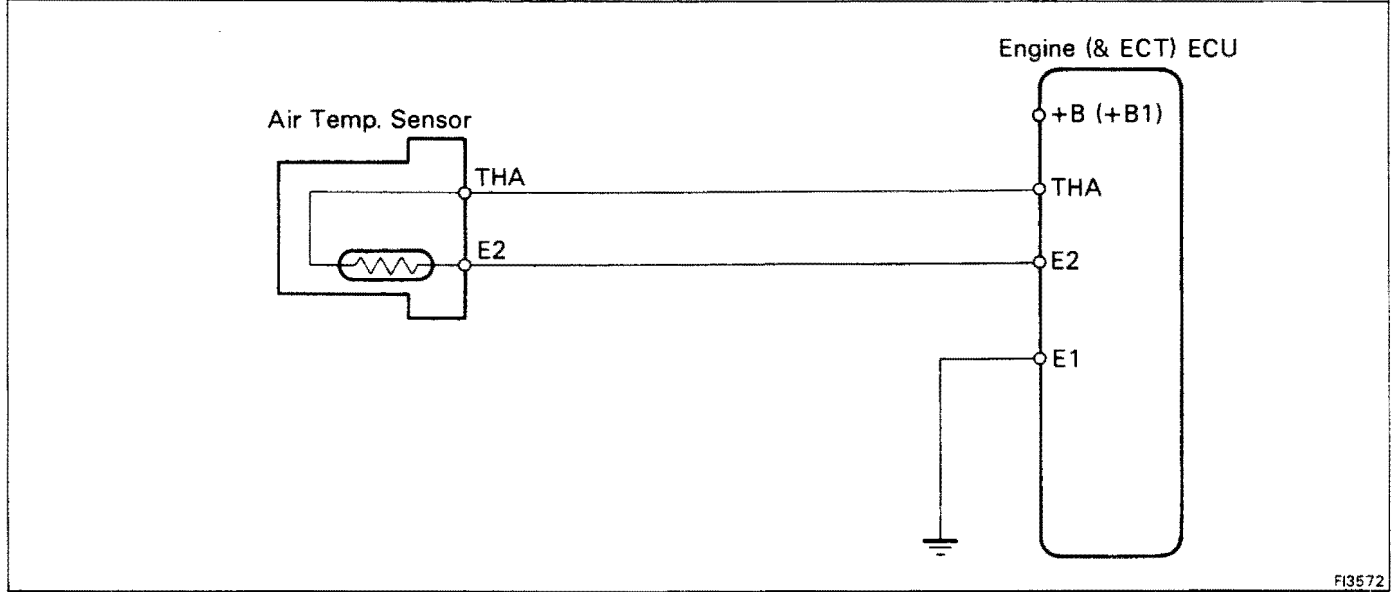 Engine (& ECT) ECU
+B (+B1)
Air Temp. Sensor
THA
THA
E2
E2
E1
FI3572